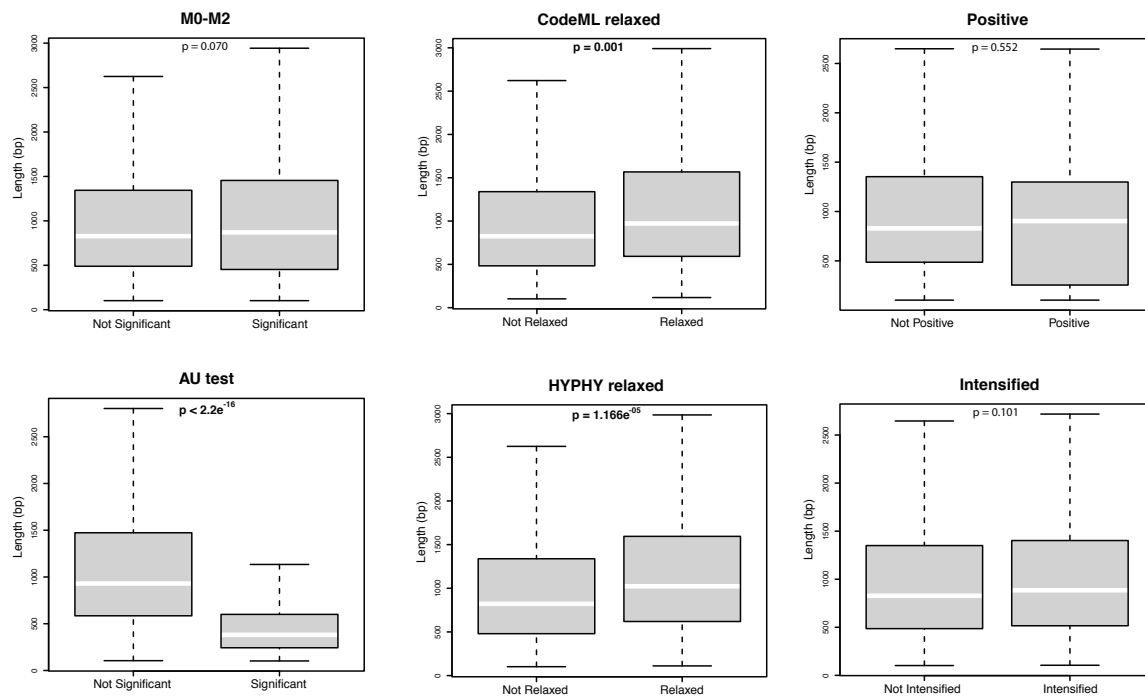 M0-M2
p = 0.070
Length (bp)
3000
2500
2000
1500
1000
500
0
Not Significant
Significant
CodeML relaxed
p = 0.001
Length (bp)
3000
2500
2000
1500
1000
500
0
Not Relaxed
Relaxed
Positive
p = 0.552
Length (bp)
2500
2000
1500
1000
500
Not Positive
Positive
AU test
p < 2.2e-16
Length (bp)
2500
2000
1500
1000
500
0
Not Significant
Significant
HYPHY relaxed
p = 1.166e-05
Length (bp)
3000
2500
2000
1500
1000
500
0
Not Relaxed
Relaxed
Intensified
p = 0.101
Length (bp)
2500
2000
1500
1000
500
0
Not Intensified
Intensified